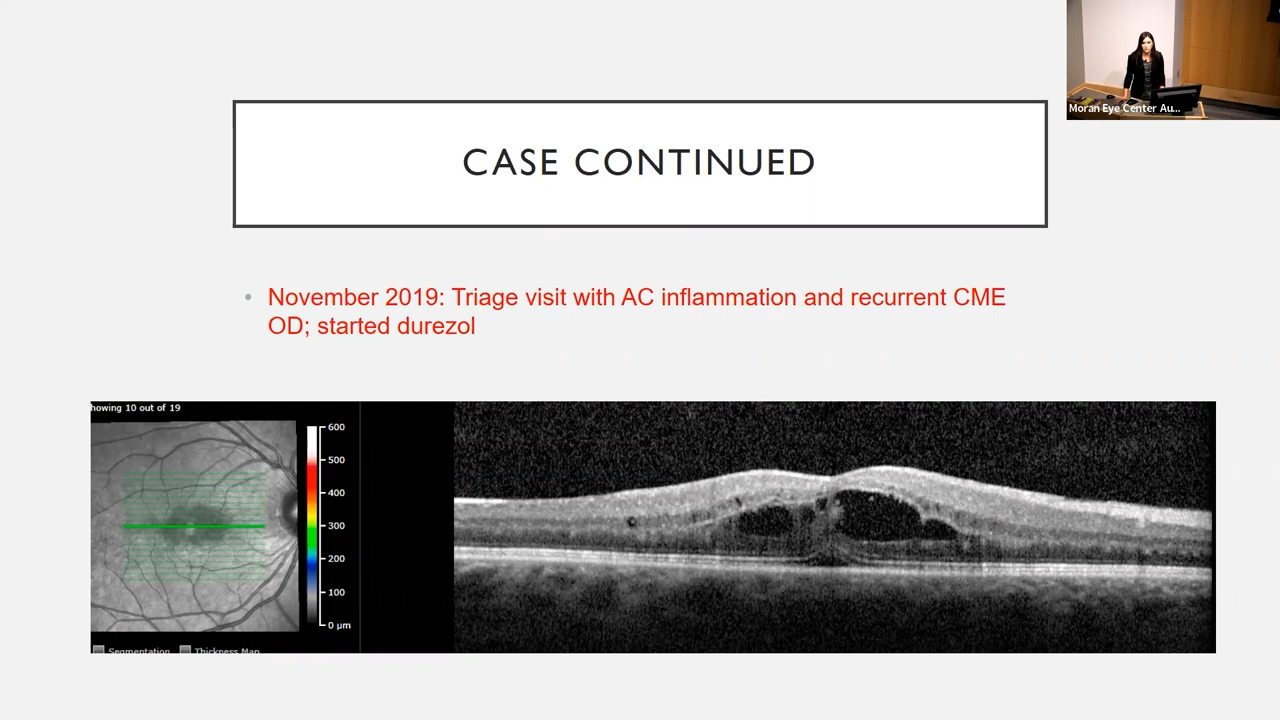 Moran Eye Center Au...
CASE CONTINUED
• November 2019: Triage visit with AC inflammation and recurrent CME
OD; started durezol
howing 10 out of 19
600
500
400
300
200
100
0 µm
Segmentation Thickness Map